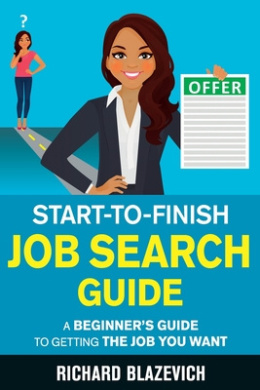 ?
OFFER
START-TO-FINISH
JOB SEARCH
GUIDE
A BEGINNER'S GUIDE
TO GETTING THE JOB YOU WANT
RICHARD BLAZEVICH